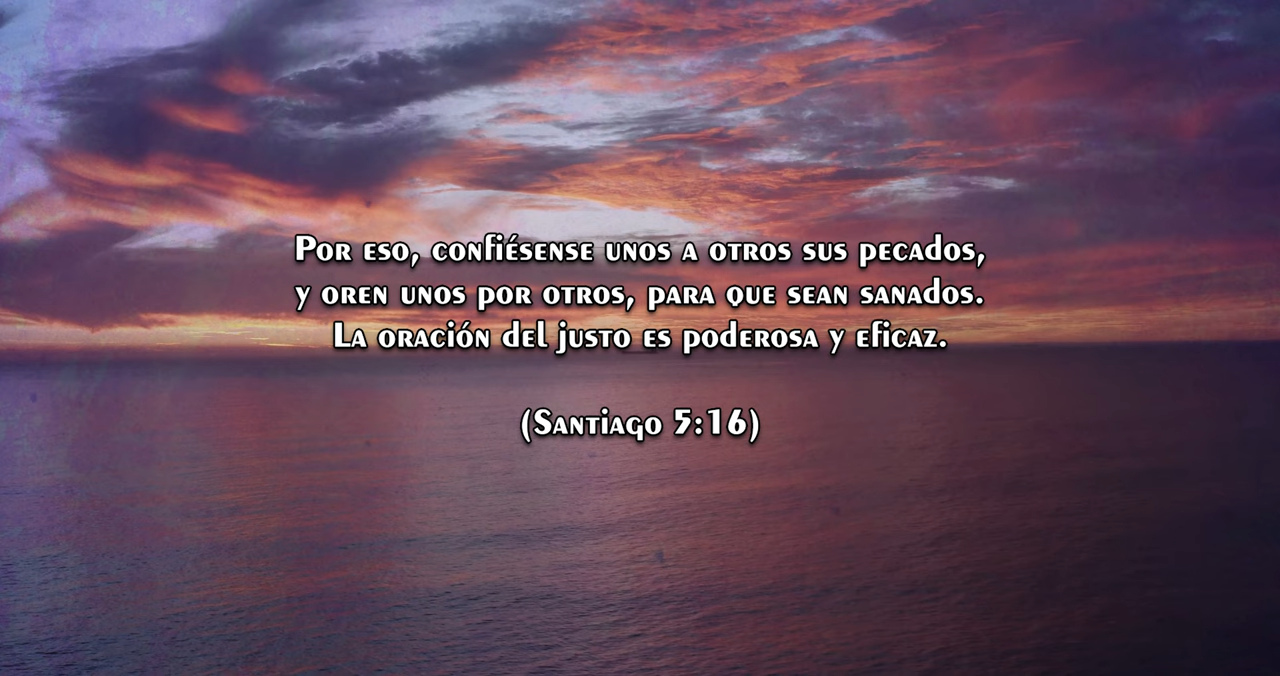 Por eso, confiésense unos a otros sus pecados,
y oren unos por otros, para que sean sanados.
La oración del justo es poderosa y eficaz.
(Santiago 5:16)